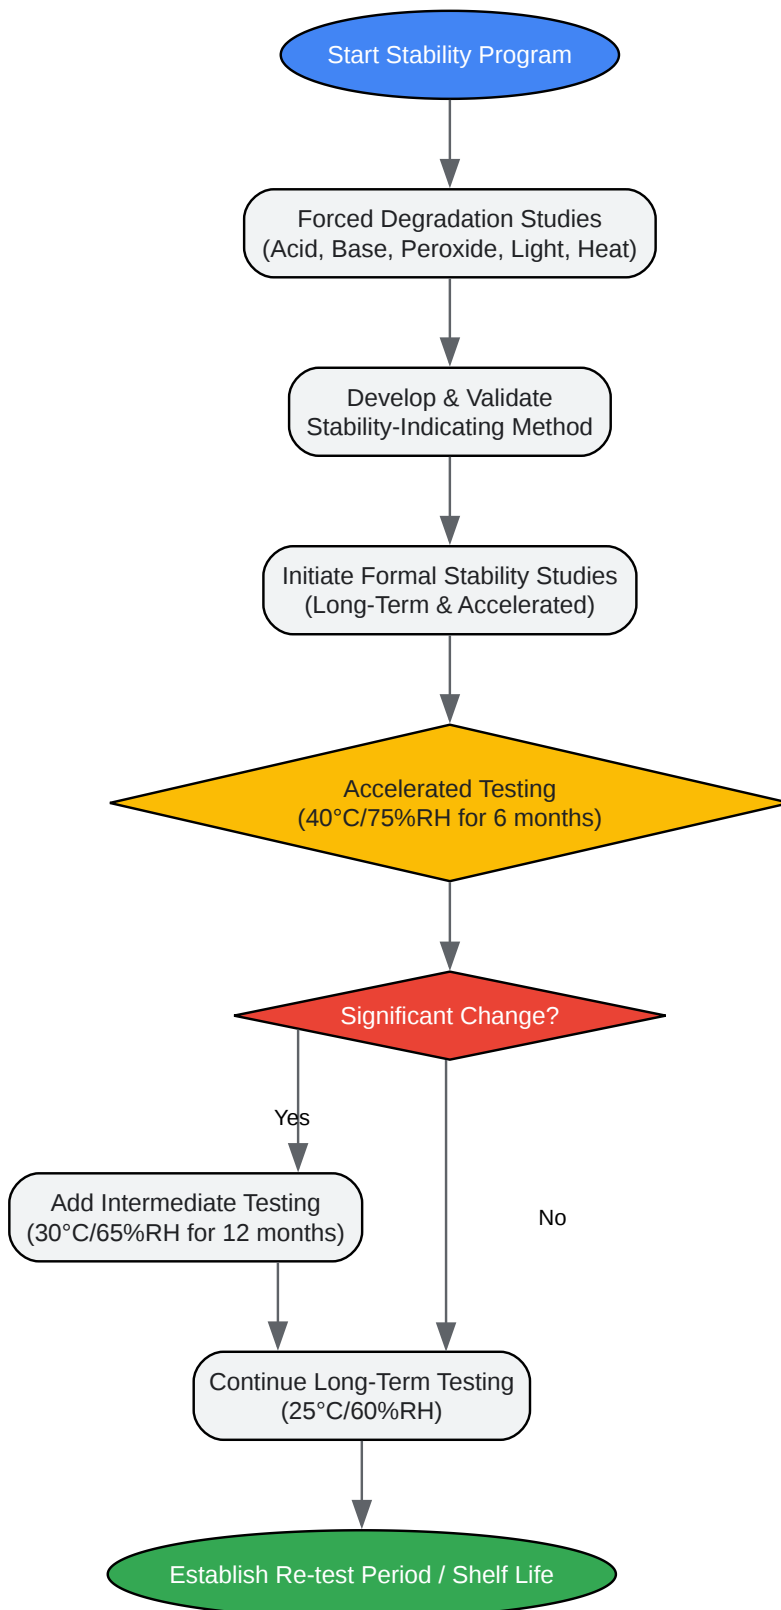 Start Stability Program
Forced Degradation Studies
(Acid, Base, Peroxide, Light, Heat)
Develop & Validate
Stability-Indicating Method
Initiate Formal Stability Studies
(Long-Term & Accelerated)
Accelerated Testing
(40°C/75%RH for 6 months)
Significant Change?
Yes
Add Intermediate Testing
(30°C/65%RH for 12 months)
No
Continue Long-Term Testing
(25°C/60%RH)
Establish Re-test Period / Shelf Life